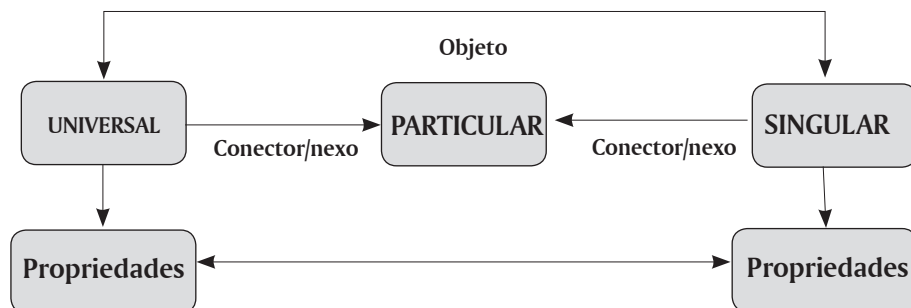 Objeto
UNIVERSAL
PARTICULAR
SINGULAR
Conector/nexo
Conector/nexo
Propriedades
Propriedades